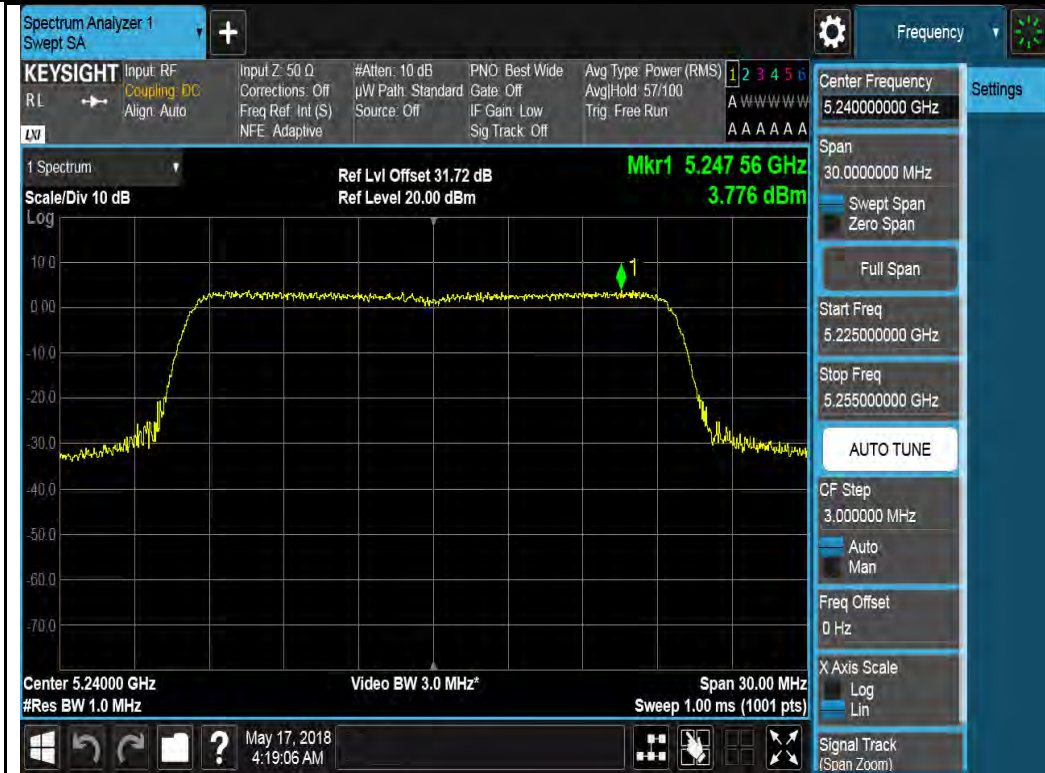 Spectrum Analyzer 1
Swept SA
+
Frequency
KEYSIGHT
RL
LXI
Input: RF
Coupling: DC
Align: Auto
Input Z: 50 Ω
Corrections: Off
Freq Ref: Int (S)
NFE: Adaptive
#Atten: 10 dB
µW Path: Standard
Source: Off
PNO: Best Wide
Gate: Off
IF Gain: Low
Sig Track: Off
Avg Type: Power (RMS)
Avg|Hold: 57/100
Trig: Free Run
1 2 3 4 5 6
A W W W W W
A A A A A A
1 Spectrum
Scale/Div 10 dB
Ref Lvl Offset 31.72 dB
Ref Level 20.00 dBm
Mkr1 5.247 56 GHz
3.776 dBm
Log
10.0
0.00
-10.0
-20.0
-30.0
-40.0
-50.0
-60.0
-70.0
1
Center 5.24000 GHz
#Res BW 1.0 MHz
Video BW 3.0 MHz*
Span 30.00 MHz
Sweep 1.00 ms (1001 pts)
?
May 17, 2018
4:19:06 AM
Center Frequency
5.240000000 GHz
Span
30.0000000 MHz
Swept Span
Zero Span
Full Span
Start Freq
5.225000000 GHz
Stop Freq
5.255000000 GHz
AUTO TUNE
CF Step
3.000000 MHz
Auto
Man
Freq Offset
0 Hz
X Axis Scale
Log
Lin
Signal Track
(Span Zoom)
Settings